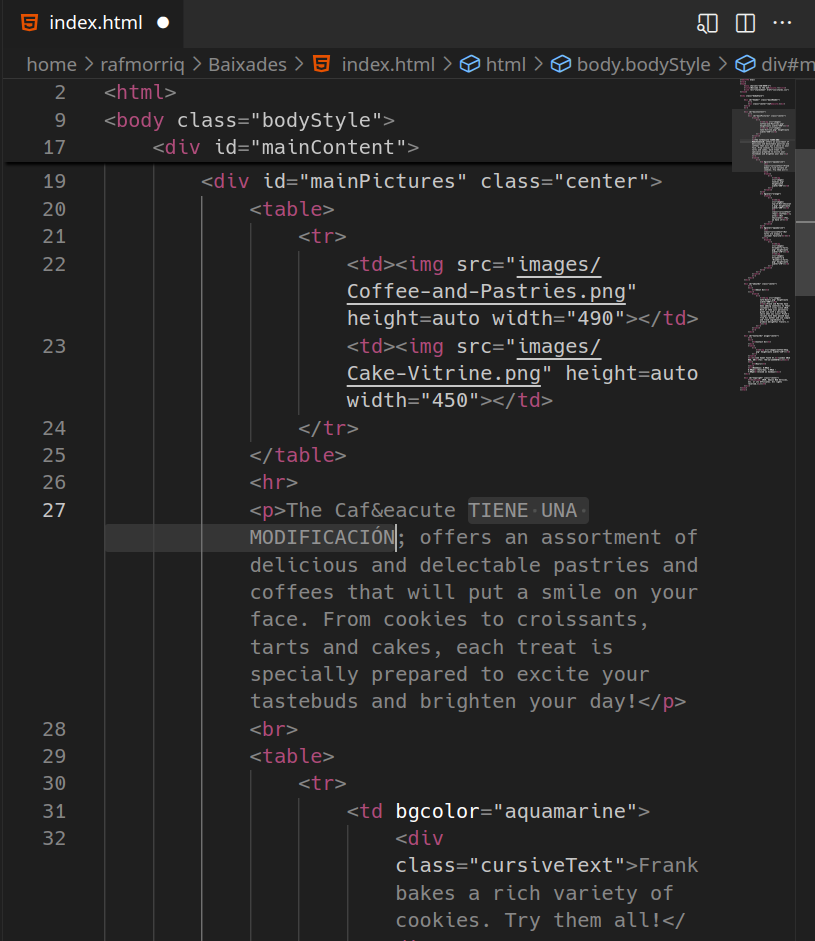 index.html
home > rafmorriq > Baixades > index.html > html > body.bodyStyle > div#m
2 <html>
9 <body class="bodyStyle">
17 <div id="mainContent">
19 <div id="mainPictures" class="center">
20 <table>
21 <tr>
22 <td><img src="images/
Coffee-and-Pastries.png"
height=auto width="490"></td>
23 <td><img src="images/
Cake-Vitrine.png" height=auto
width="450"></td>
24 </tr>
25 </table>
26 <hr>
27 <p>The Caf&eacute TIENE UNA
MODIFICACIÓN; offers an assortment of
delicious and delectable pastries and
coffees that will put a smile on your
face. From cookies to croissants,
tarts and cakes, each treat is
specially prepared to excite your
tastebuds and brighten your day!</p>
28 <br>
29 <table>
30 <tr>
31 <td bgcolor="aquamarine">
32 <div
class="cursiveText">Frank
bakes a rich variety of
cookies. Try them all!</